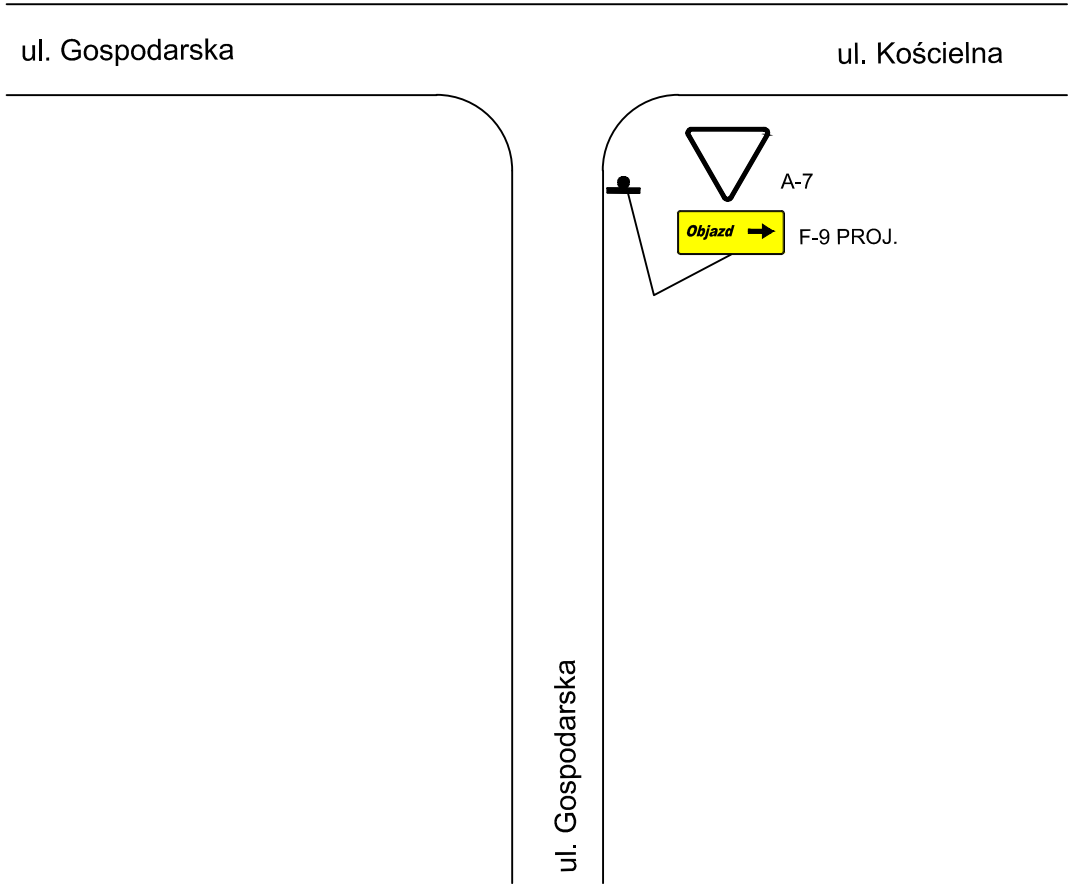 ul. Gospodarska
ul. Kościelna
A-7
Objazd
F-9 PROJ.
ul. Gospodarska